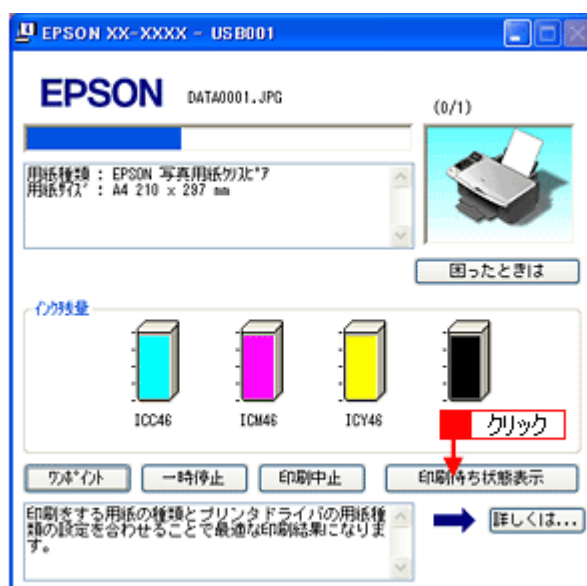 EPSON XX-XXXX - USB001
EPSON DATA0001.JPG
(0/1)
用紙種類 : EPSON 写真用紙クリスピア
用紙サイズ : A4 210 x 297 mm
困ったときは
インク残量
ICC46 ICM46 ICY46
クリック
ワンポイント 一時停止 印刷中止 印刷待ち状態表示
印刷をする用紙の種類とプリンタドライバの用紙種
類の設定を合わせることで最適な印刷結果になりま
す。
詳しくは...